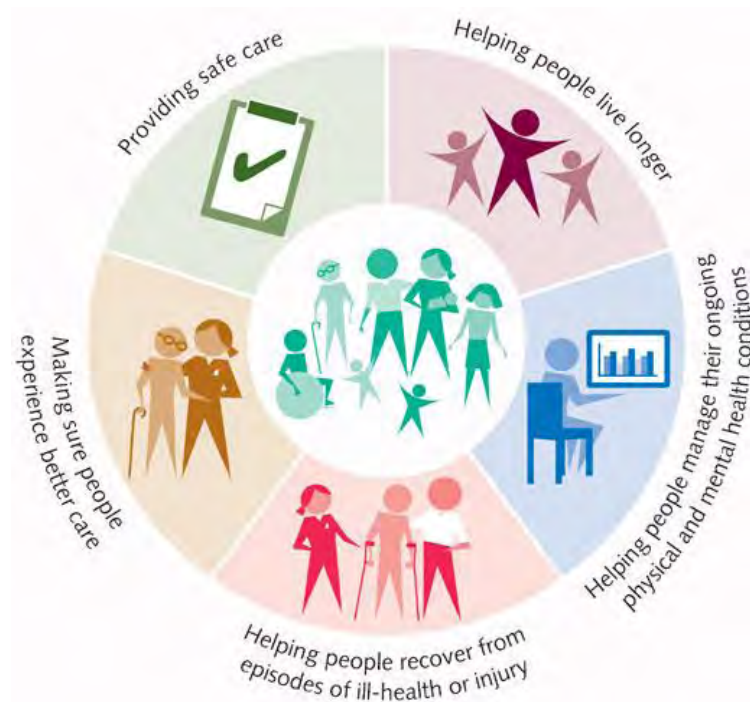 Providing safe care
Helping people live longer
Helping people manage their ongoing
physical and mental health conditions
Helping people recover from
episodes of ill-health or injury
Making sure people
experience better care